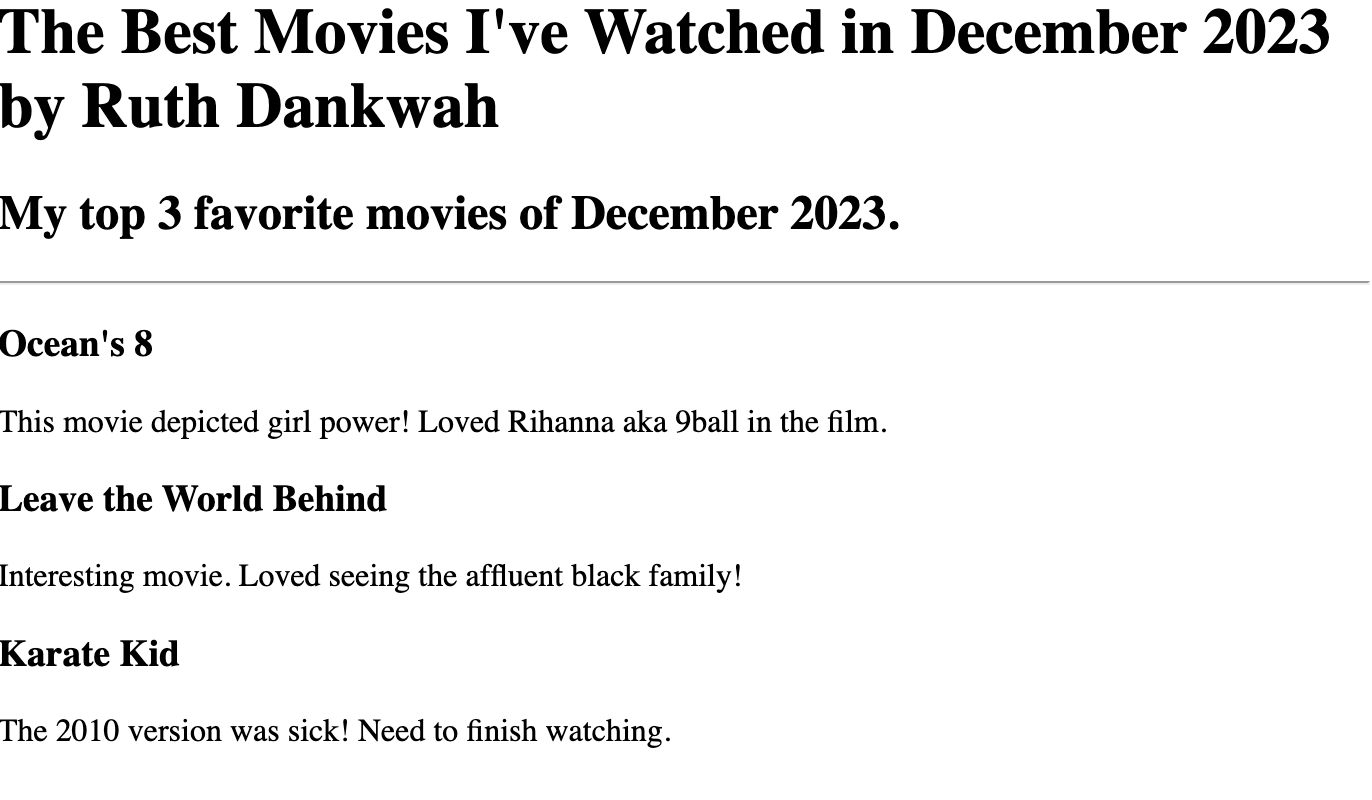 The Best Movies I've Watched in December 2023
by Ruth Dankwah
My top 3 favorite movies of December 2023.
Ocean's 8
This movie depicted girl power! Loved Rihanna aka 9ball in the film.
Leave the World Behind
Interesting movie. Loved seeing the affluent black family!
Karate Kid
The 2010 version was sick! Need to finish watching.